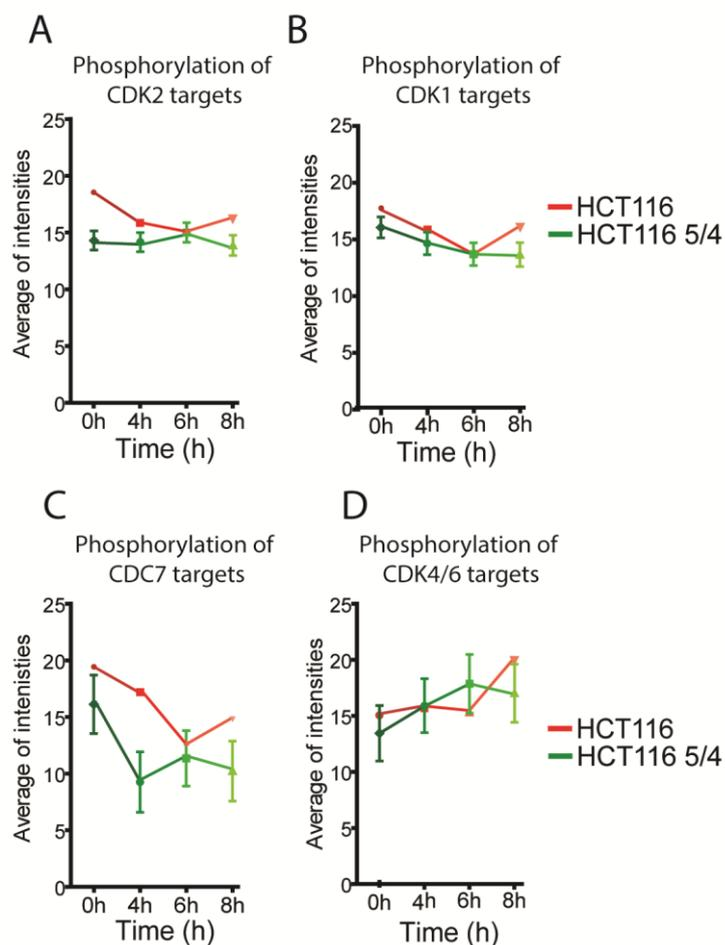 A
Phosphorylation of
CDK2 targets
Average of intensities
25
20
15
10
5
0
0h 4h 6h 8h
Time (h)
B
Phosphorylation of
CDK1 targets
Average of intensities
25
20
15
10
5
0
0h 4h 6h 8h
Time (h)
HCT116
HCT116 5/4
C
Phosphorylation of
CDC7 targets
Average of intenisties
25
20
15
10
5
0
0h 4h 6h 8h
Time (h)
D
Phosphorylation of
CDK4/6 targets
Average of intensities
25
20
15
10
5
0
0h 4h 6h 8h
Time (h)
HCT116
HCT116 5/4